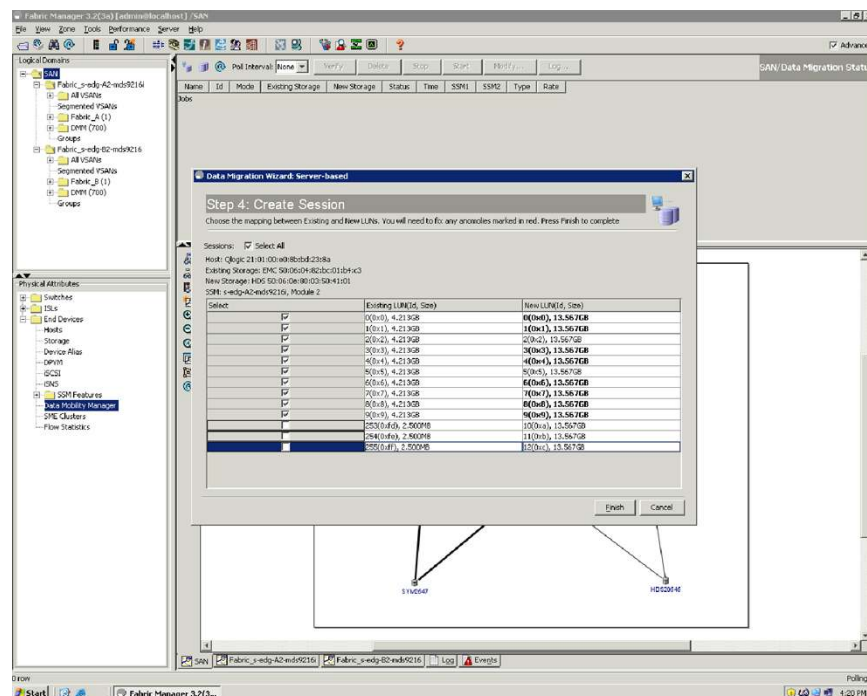 Fabric Manager 3.2(3a) [admin@localhost] /SAN
File View Zone Tools Performance Server Help
Advanc
Logical Domains
SAN
Fabric_s-edg-A2-mds9216i
All VSANs
Segmented VSANs
Fabric_A (1)
DMM (700)
Groups
Fabric_s-edg-B2-mds9216
All VSANs
Segmented VSANs
Fabric_B (1)
DMM (700)
Groups
Physical Attributes
Switches
ISLs
End Devices
Hosts
Storage
Device Alias
DPVM
iSCSI
iSNS
SSM Features
Data Mobility Manager
SME Clusters
Flow Statistics
Poll Interval: None Verify Delete Stop Start Modify... Log...
SAN/Data Migration Statu
Name Id Mode Existing Storage New Storage Status Time SSM1 SSM2 Type Rate
Jobs
Data Migration Wizard: Server-based
Step 4: Create Session
Choose the mapping between Existing and New LUNs. You will need to fix any anomolies marked in red. Press Finish to complete
Sessions: Select All
Host: Qlogic 21:01:00:e0:8b:bd:23:8a
Existing Storage: EMC 50:06:04:82:bc:01:b4:c3
New Storage: HDS 50:06:0e:80:03:50:41:01
SSM: s-edg-A2-mds9216i, Module 2
Select Existing LUN(Id, Size) New LUN(Id, Size)
0(0x0), 4.213GB 0(0x0), 13.567GB
1(0x1), 4.213GB 1(0x1), 13.567GB
2(0x2), 4.213GB 2(0x2), 13.567GB
3(0x3), 4.213GB 3(0x3), 13.567GB
4(0x4), 4.213GB 4(0x4), 13.567GB
5(0x5), 4.213GB 5(0x5), 13.567GB
6(0x6), 4.213GB 6(0x6), 13.567GB
7(0x7), 4.213GB 7(0x7), 13.567GB
8(0x8), 4.213GB 8(0x8), 13.567GB
9(0x9), 4.213GB 9(0x9), 13.567GB
253(0xfd), 2.500MB 10(0xa), 13.567GB
254(0xfe), 2.500MB 11(0xb), 13.567GB
255(0xff), 2.500MB 12(0xc), 13.567GB
Finish Cancel
SYM2647
SAN Fabric_s-edg-A2-mds9216i Fabric_s-edg-B2-mds9216 Log Events
0 row
Polling
Start Fabric Manager 3.2(3... 4:20 PM